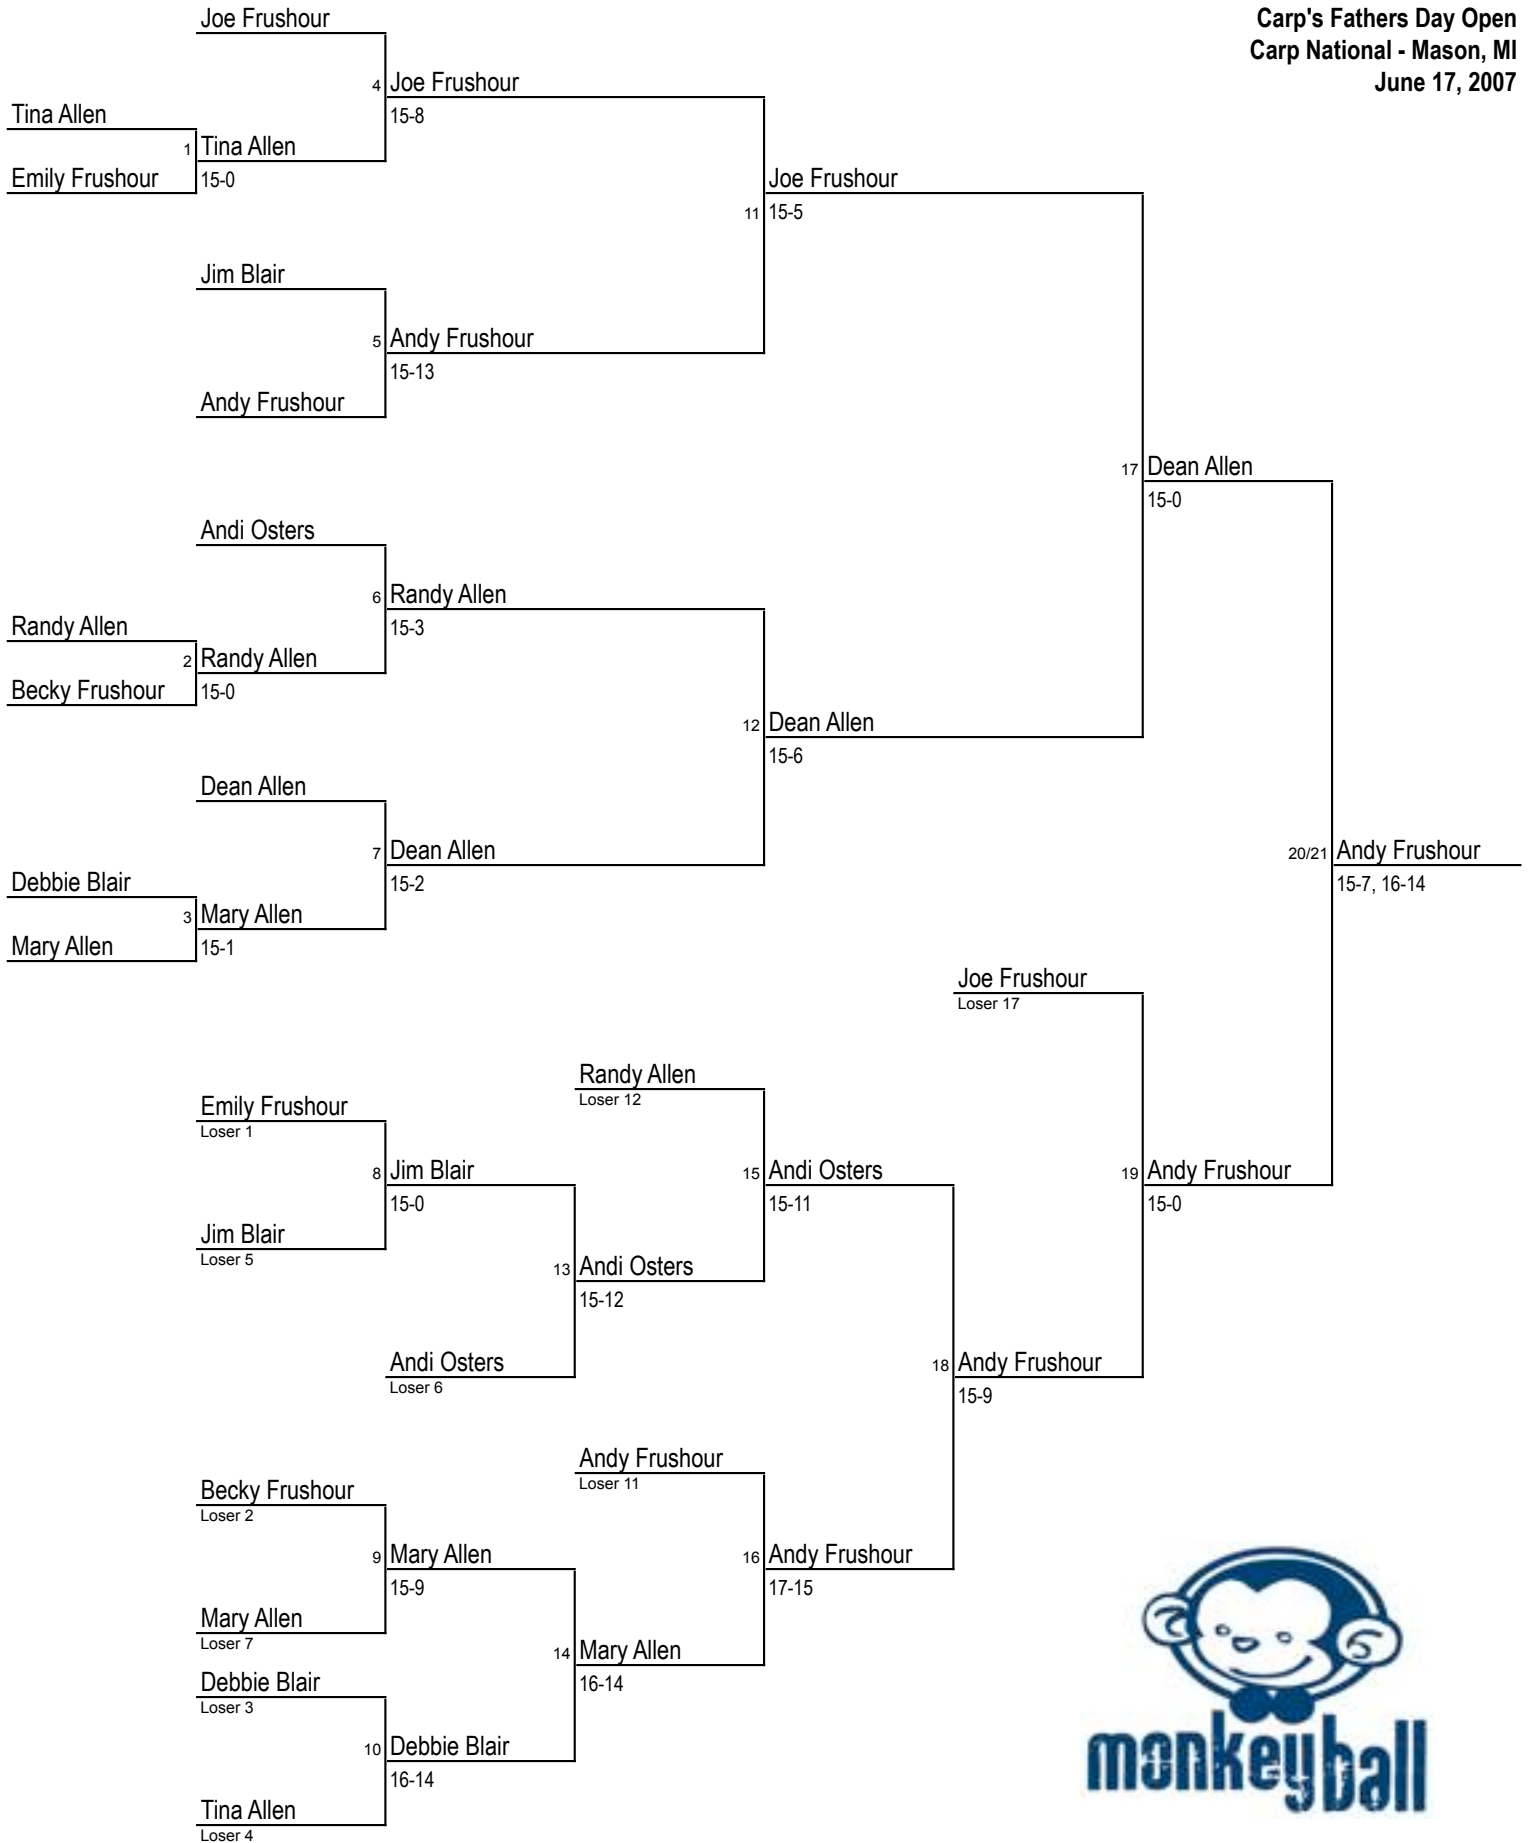 Carp's Fathers Day Open
Carp National - Mason, MI
June 17, 2007
Joe Frushour
4 Joe Frushour
15-8
Tina Allen
1 Tina Allen
Emily Frushour
15-0
Joe Frushour
11 15-5
Jim Blair
5 Andy Frushour
15-13
Andy Frushour
17 Dean Allen
15-0
Andi Osters
6 Randy Allen
15-3
Randy Allen
2 Randy Allen
Becky Frushour
15-0
12 Dean Allen
15-6
Dean Allen
7 Dean Allen
15-2
Debbie Blair
3 Mary Allen
Mary Allen
15-1
20/21 Andy Frushour
15-7, 16-14
Joe Frushour
Loser 17
Randy Allen
Loser 12
Emily Frushour
Loser 1
8 Jim Blair
15-0
15 Andi Osters
15-11
19 Andy Frushour
15-0
Jim Blair
Loser 5
13 Andi Osters
15-12
Andi Osters
Loser 6
18 Andy Frushour
15-9
Andy Frushour
Loser 11
Becky Frushour
Loser 2
9 Mary Allen
15-9
16 Andy Frushour
17-15
Mary Allen
Loser 7
14 Mary Allen
16-14
Debbie Blair
Loser 3
10 Debbie Blair
16-14
Tina Allen
Loser 4
monkeyball